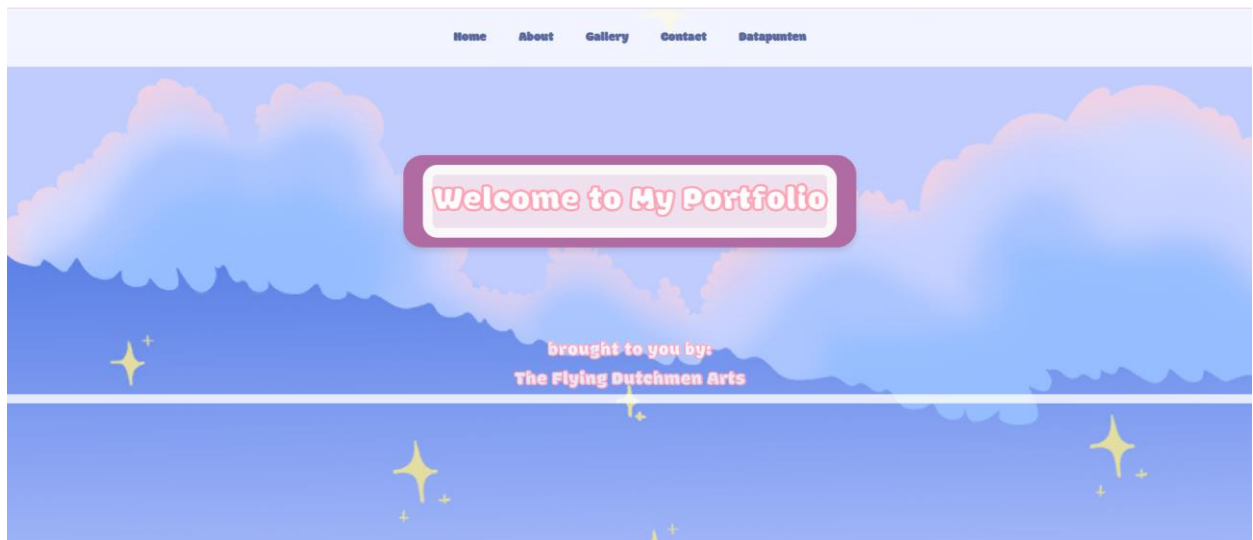 Home About Gallery Contact Datapunten
Welcome to My Portfolio
brought to you by:
The Flying Dutchmen Arts